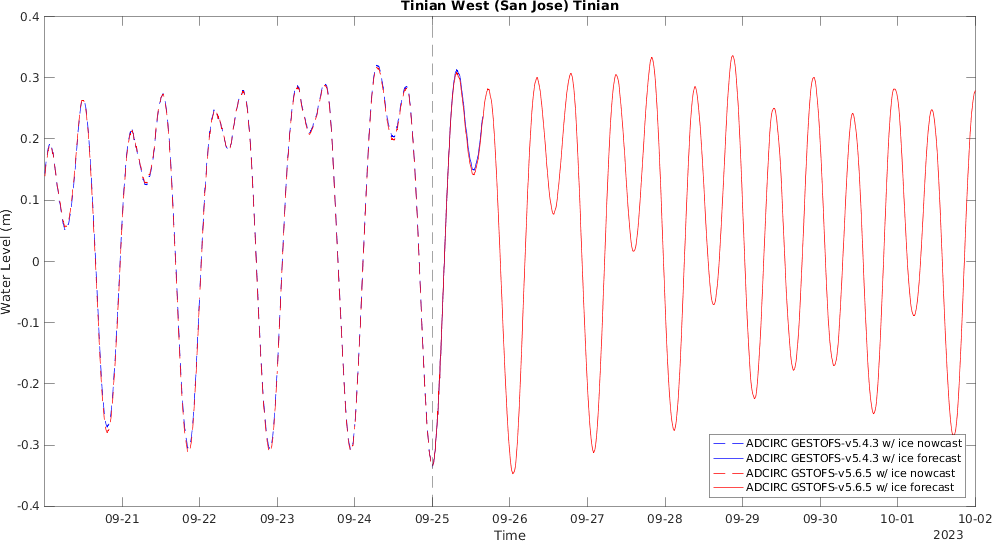 Tinian West (San Jose) Tinian
0.4
0.3
0.2
0.1
0
-0.1
-0.2
-0.3
-0.4
Water Level (m)
ADCIRC GESTOFS-v5.4.3 w/ ice nowcast
ADCIRC GESTOFS-v5.4.3 w/ ice forecast
ADCIRC GSTOFS-v5.6.5 w/ ice nowcast
ADCIRC GSTOFS-v5.6.5 w/ ice forecast
09-21 09-22 09-23 09-24 09-25 09-26 09-27 09-28 09-29 09-30 10-01 10-02
Time
2023